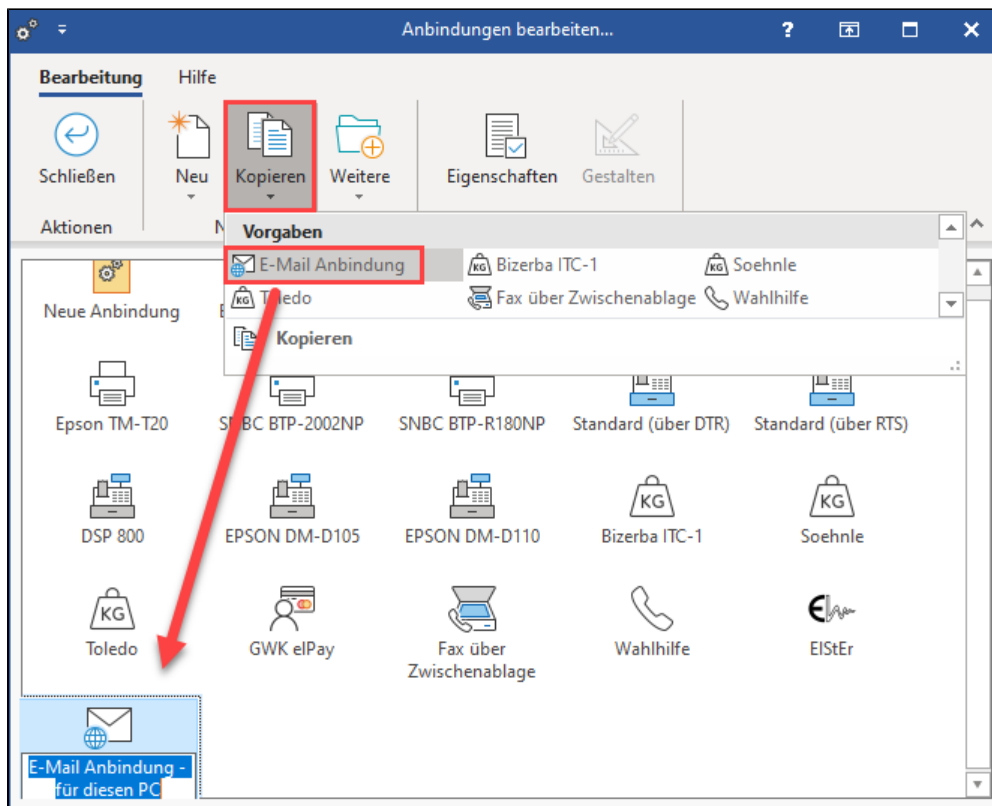 Anbindungen bearbeiten...
?
Bearbeitung Hilfe
Schließen Neu Kopieren Weitere Eigenschaften Gestalten
Aktionen
Vorgaben
E-Mail Anbindung KG Bizerba ITC-1 KG Soehnle
KG Toledo Fax über Zwischenablage Wahlhilfe
Kopieren
Neue Anbindung
Epson TM-T20 SNBC BTP-2002NP SNBC BTP-R180NP Standard (über DTR) Standard (über RTS)
KG KG
DSP 800 EPSON DM-D105 EPSON DM-D110 Bizerba ITC-1 Soehnle
KG
Toledo GWK elPay Fax über Wahlhilfe ElStEr
Zwischenablage
E-Mail Anbindung -
für diesen PC